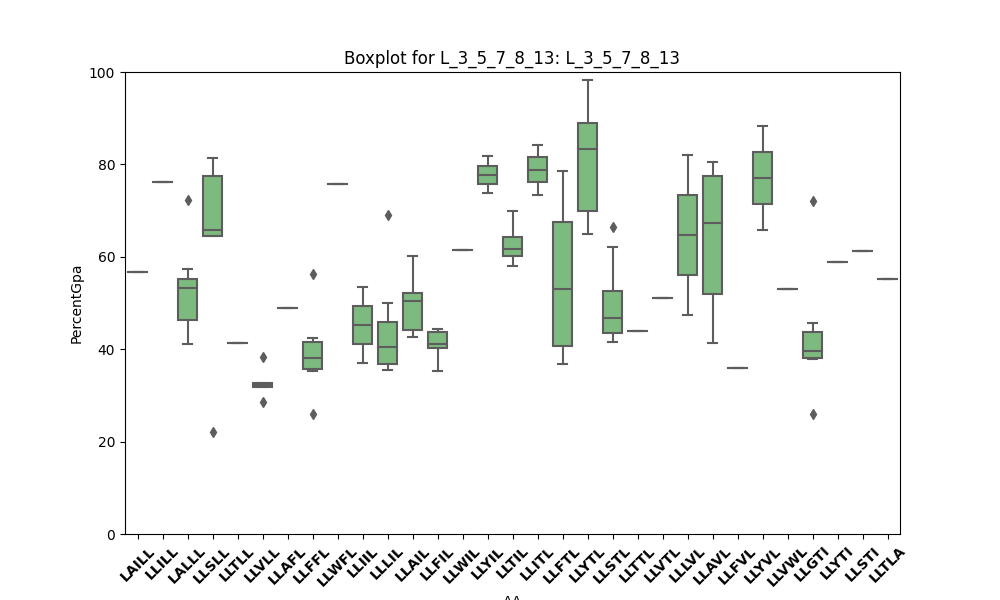 Boxplot for L_3_5_7_8_13: L_3_5_7_8_13
100
80
60
40
20
0
PercentGpa
LAILL LLILL LALLL LLSLL LLTLL LLVLL LLAFL LLFFL LLWFL LLIIL LLLIL LLAIL LLFIL LLWIL LLYIL LLTIL LLITL LLFTL LLYTL LLSTL LLTTL LLVTL LLLVL LLAVL LLFVL LLYVL LLVWL LLGTI LLYTI LLSTI LLTLA
AA